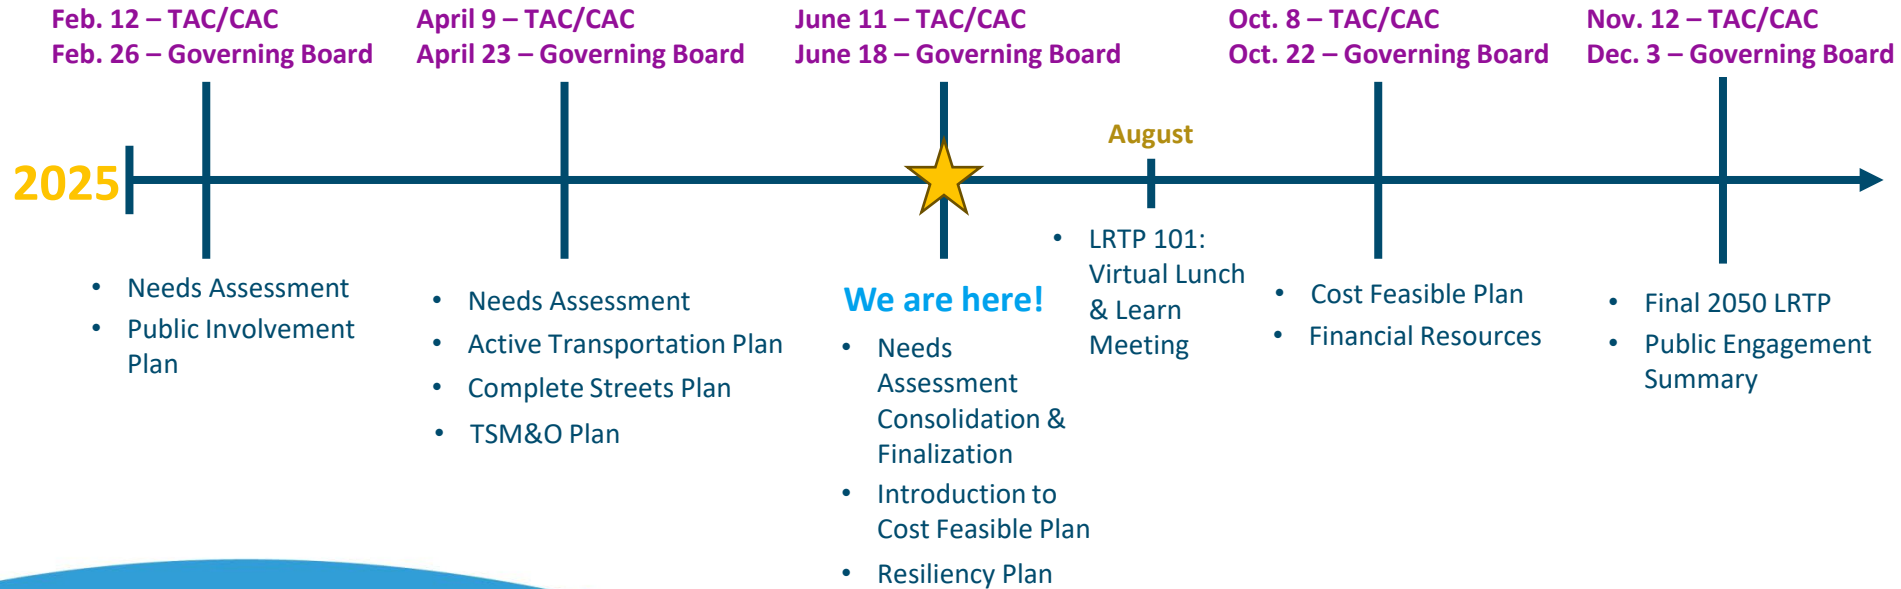 Feb. 12 – TAC/CAC
Feb. 26 – Governing Board
April 9 – TAC/CAC
April 23 – Governing Board
June 11 – TAC/CAC
June 18 – Governing Board
Oct. 8 – TAC/CAC
Oct. 22 – Governing Board
Nov. 12 – TAC/CAC
Dec. 3 – Governing Board
August
2025
• Needs Assessment
• Public Involvement
Plan
• Needs Assessment
• Active Transportation Plan
• Complete Streets Plan
• TSM&O Plan
We are here!
• Needs
Assessment
Consolidation &
Finalization
• Introduction to
Cost Feasible Plan
• Resiliency Plan
• LRTP 101:
Virtual Lunch
& Learn
Meeting
• Cost Feasible Plan
• Financial Resources
• Final 2050 LRTP
• Public Engagement
Summary